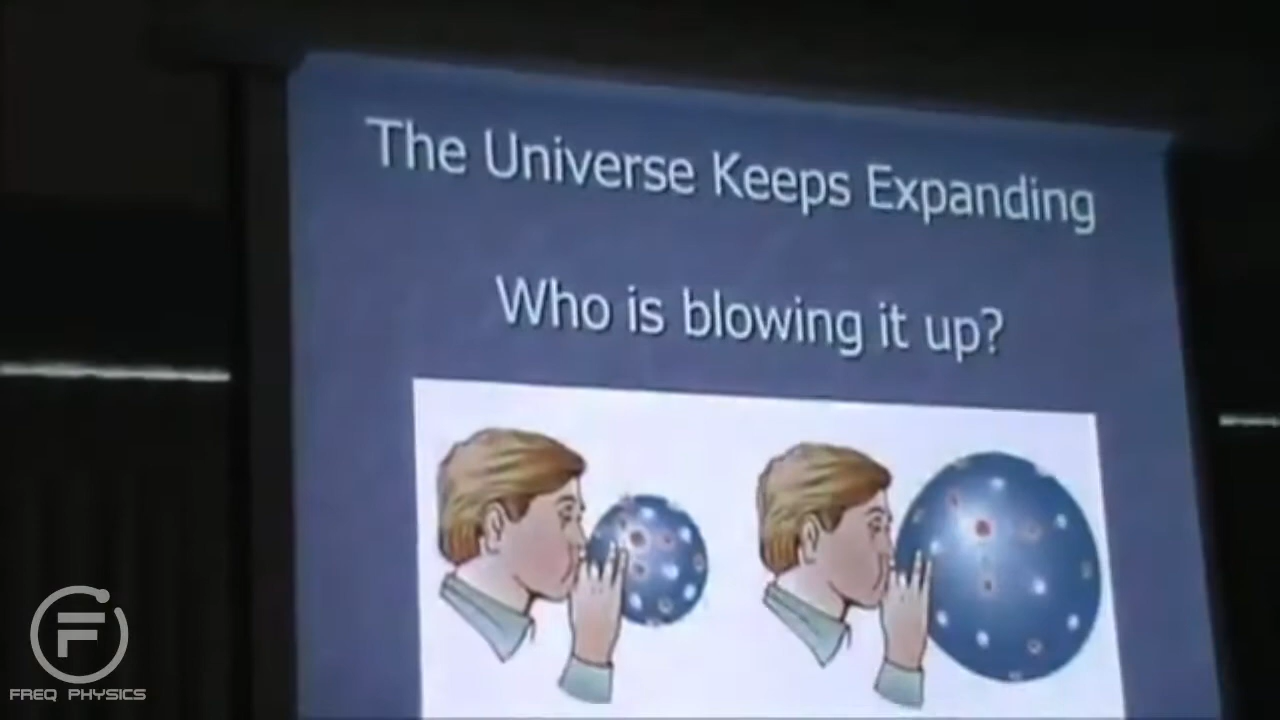 The Universe Keeps Expanding
Who is blowing it up?
F
FREQ PHYSICS